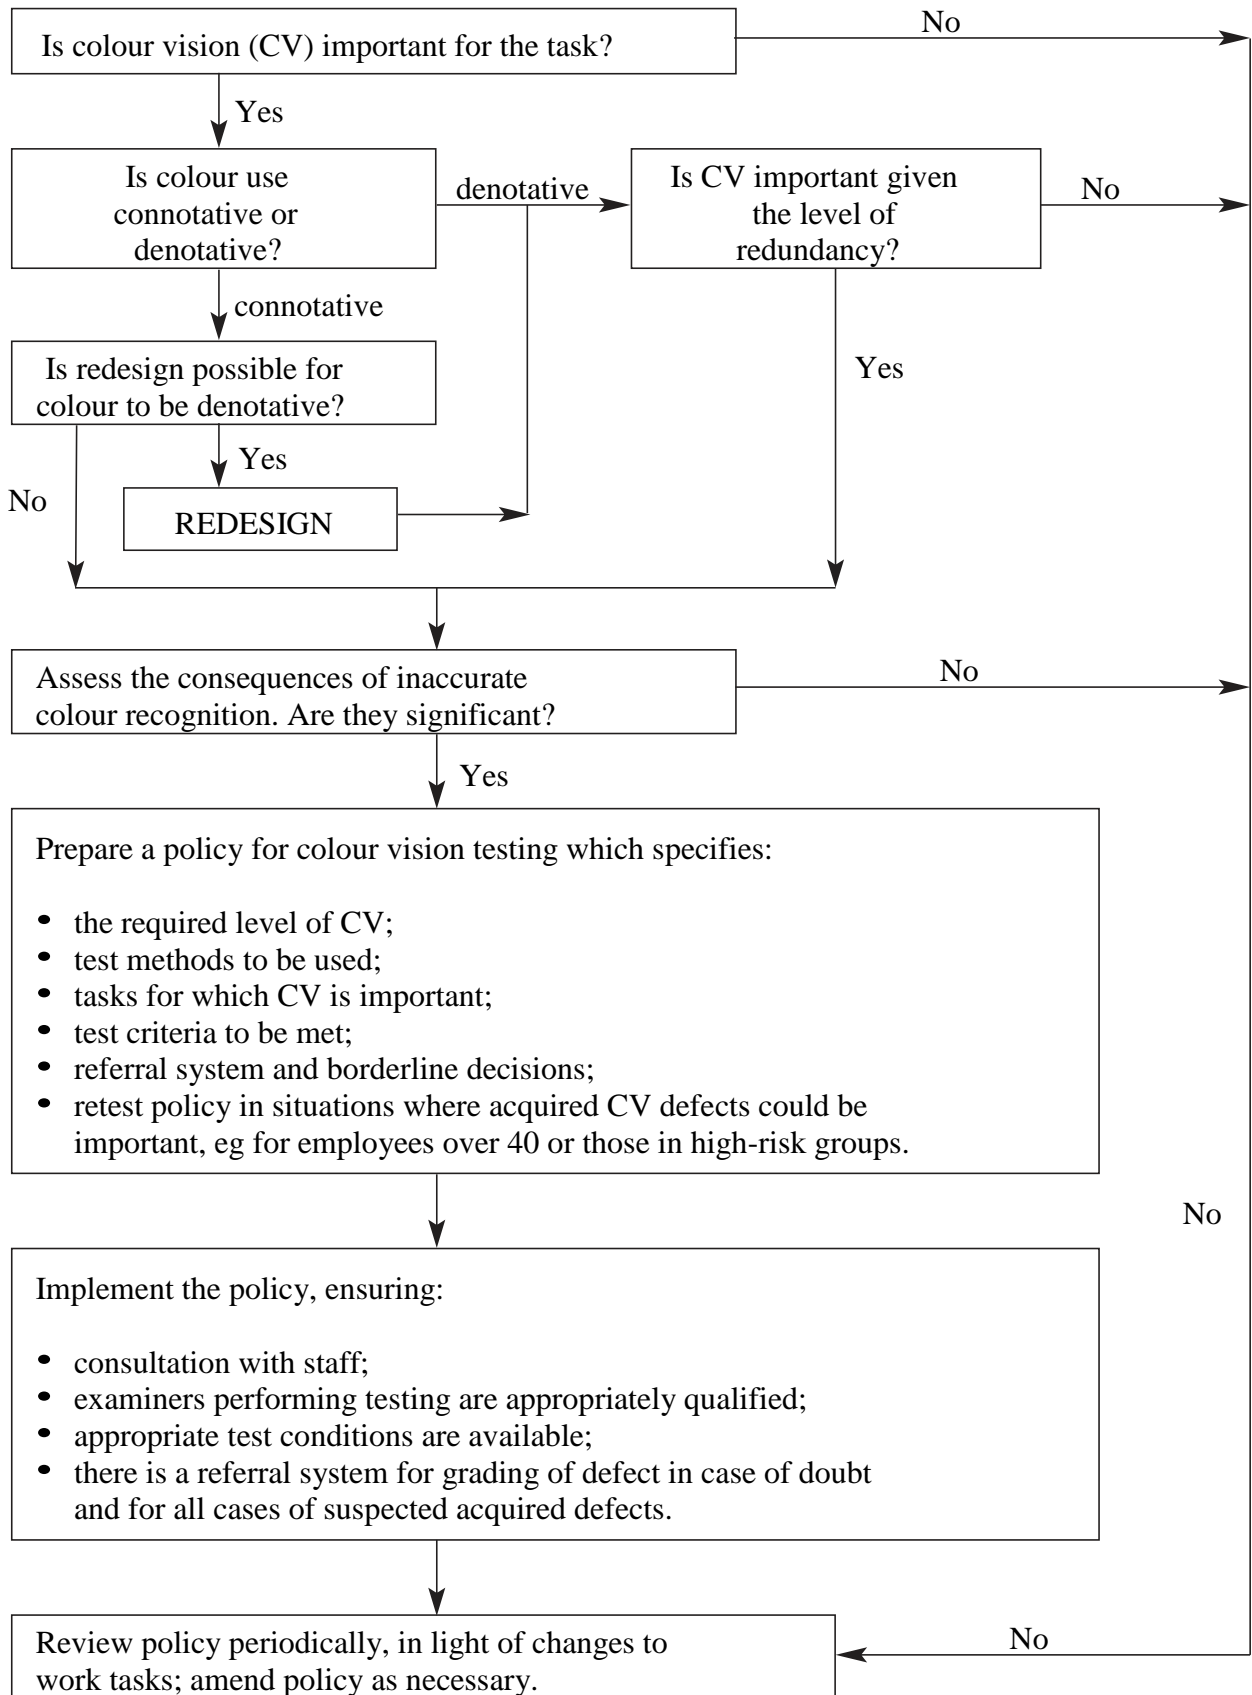 No
Is colour vision (CV) important for the task?
Yes
Is colour use
connotative or
denotative?
denotative
Is CV important given
the level of
redundancy?
No
connotative
Is redesign possible for
colour to be denotative?
Yes
Yes
No
REDESIGN
Assess the consequences of inaccurate
colour recognition. Are they significant?
No
Yes
Prepare a policy for colour vision testing which specifies:
• the required level of CV;
• test methods to be used;
• tasks for which CV is important;
• test criteria to be met;
• referral system and borderline decisions;
• retest policy in situations where acquired CV defects could be
important, eg for employees over 40 or those in high-risk groups.
No
Implement the policy, ensuring:
• consultation with staff;
• examiners performing testing are appropriately qualified;
• appropriate test conditions are available;
• there is a referral system for grading of defect in case of doubt
and for all cases of suspected acquired defects.
Review policy periodically, in light of changes to
work tasks; amend policy as necessary.
No